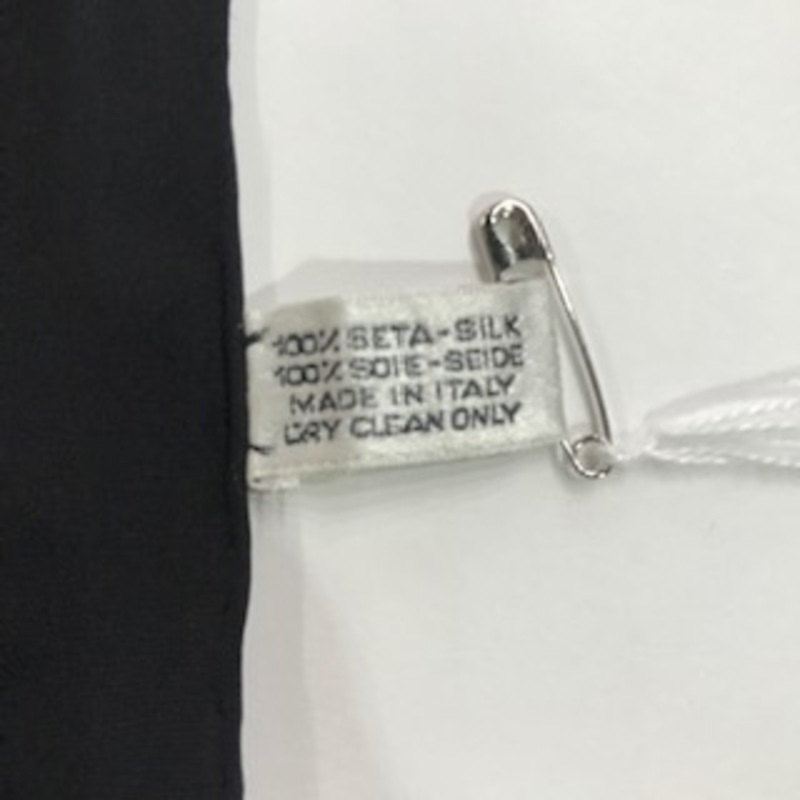 100% SETA-SILK
100% SOIE-SEIDE
MADE IN ITALY
DRY CLEAN ONLY